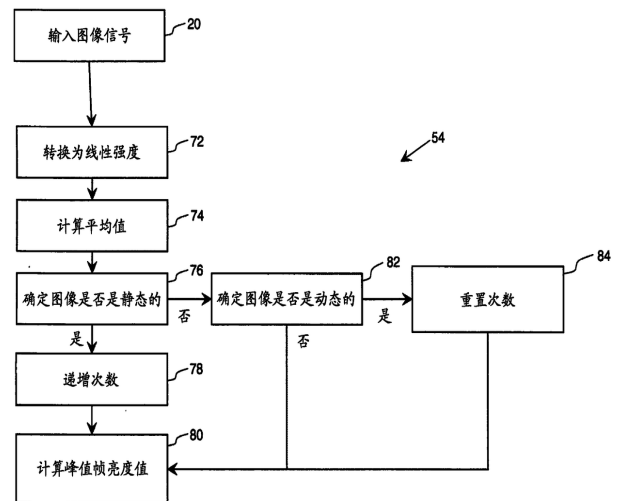 输入图像信号
20
转换为线性强度
72
54
计算平均值
74
确定图像是否是静态的
76
否
确定图像是否是动态的
82
是
重置次数
84
是
否
递增次数
78
计算峰值帧亮度值
80